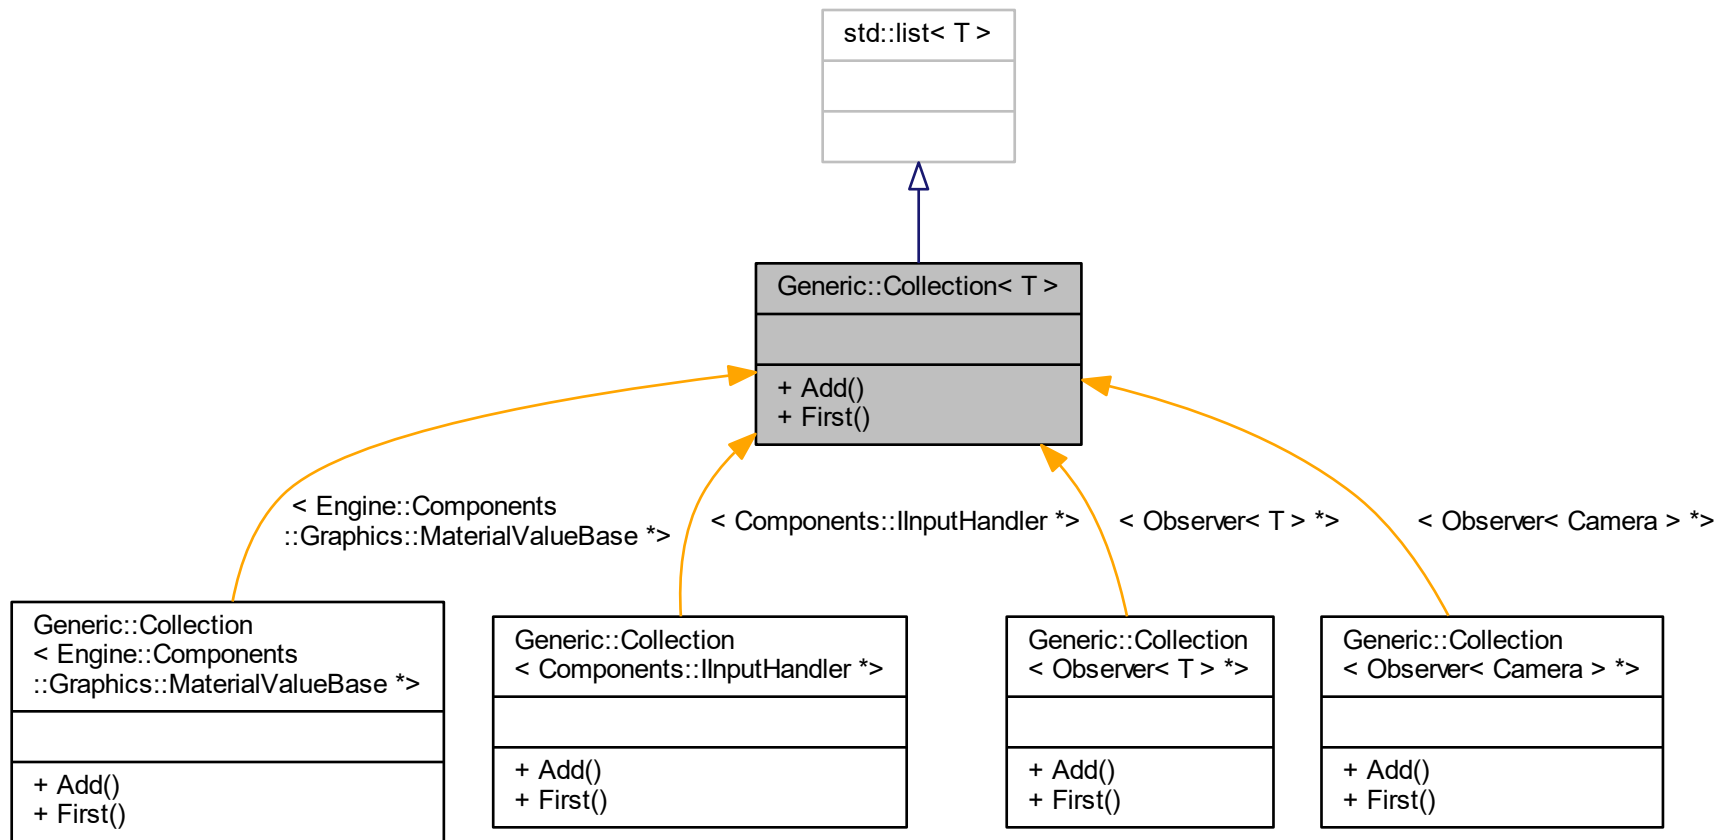 std::list< T >
Generic::Collection< T >
+ Add()
+ First()
< Engine::Components
::Graphics::MaterialValueBase *>
< Components::IInputHandler *>
< Observer< T > *>
< Observer< Camera > *>
Generic::Collection
< Engine::Components
::Graphics::MaterialValueBase *>
+ Add()
+ First()
Generic::Collection
< Components::IInputHandler *>
+ Add()
+ First()
Generic::Collection
< Observer< T > *>
+ Add()
+ First()
Generic::Collection
< Observer< Camera > *>
+ Add()
+ First()